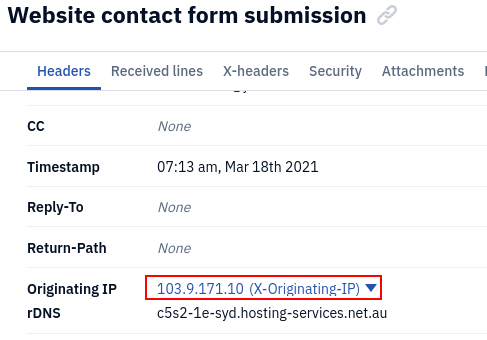 Website contact form submission
Headers Received lines X-headers Security Attachments
CC None
Timestamp 07:13 am, Mar 18th 2021
Reply-To None
Return-Path None
Originating IP 103.9.171.10 (X-Originating-IP)
rDNS c5s2-1e-syd.hosting-services.net.au